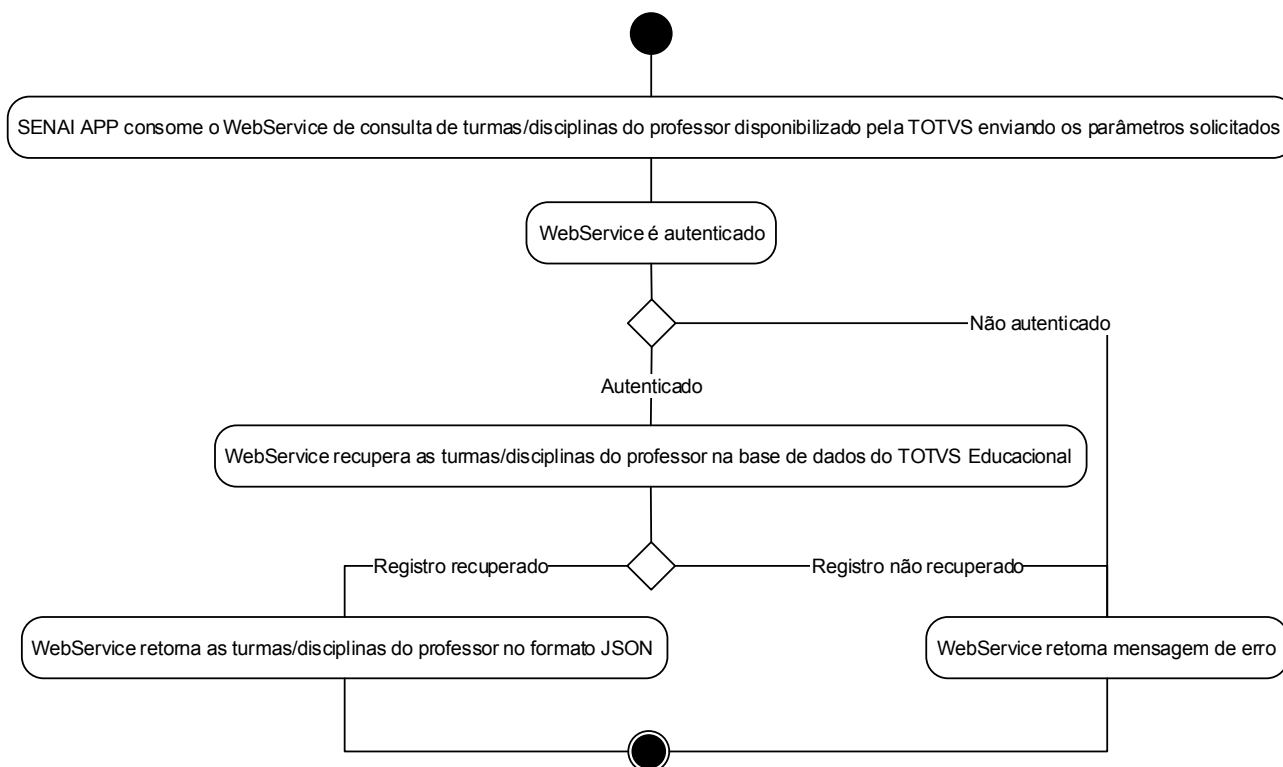 SENAI APP consome o WebService de consulta de turmas/disciplinas do professor disponibilizado pela TOTVS enviando os parâmetros solicitados
WebService é autenticado
Não autenticado
Autenticado
WebService recupera as turmas/disciplinas do professor na base de dados do TOTVS Educacional
Registro recuperado
Registro não recuperado
WebService retorna as turmas/disciplinas do professor no formato JSON
WebService retorna mensagem de erro